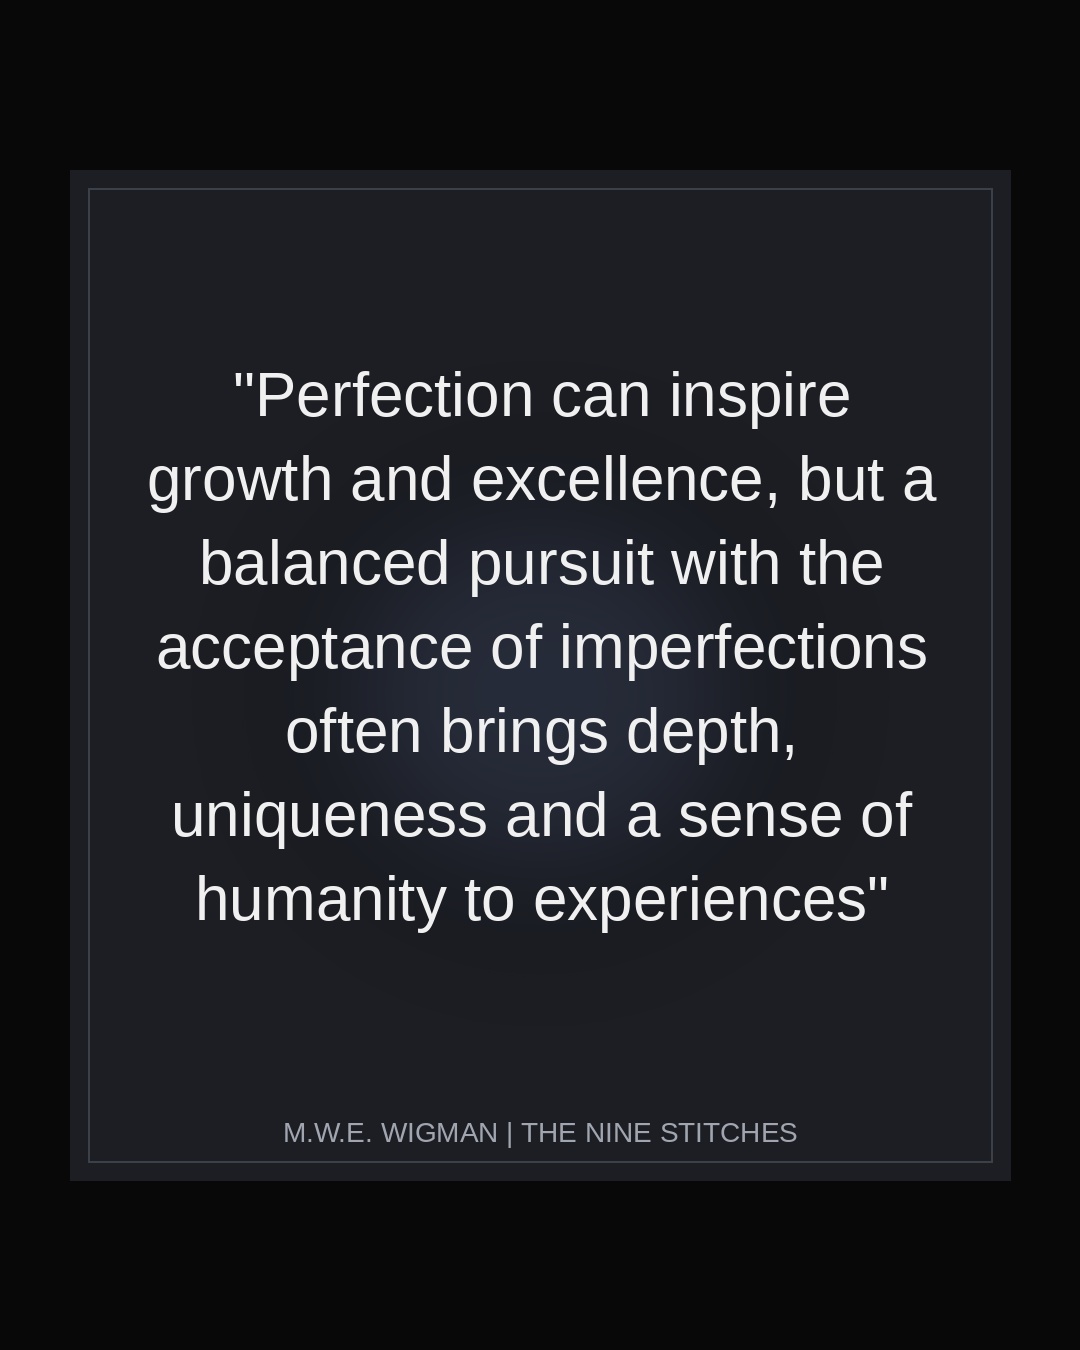 "Perfection can inspire
growth and excellence, but a
balanced pursuit with the
acceptance of imperfections
often brings depth,
uniqueness and a sense of
humanity to experiences"
M.W.E. WIGMAN | THE NINE STITCHES